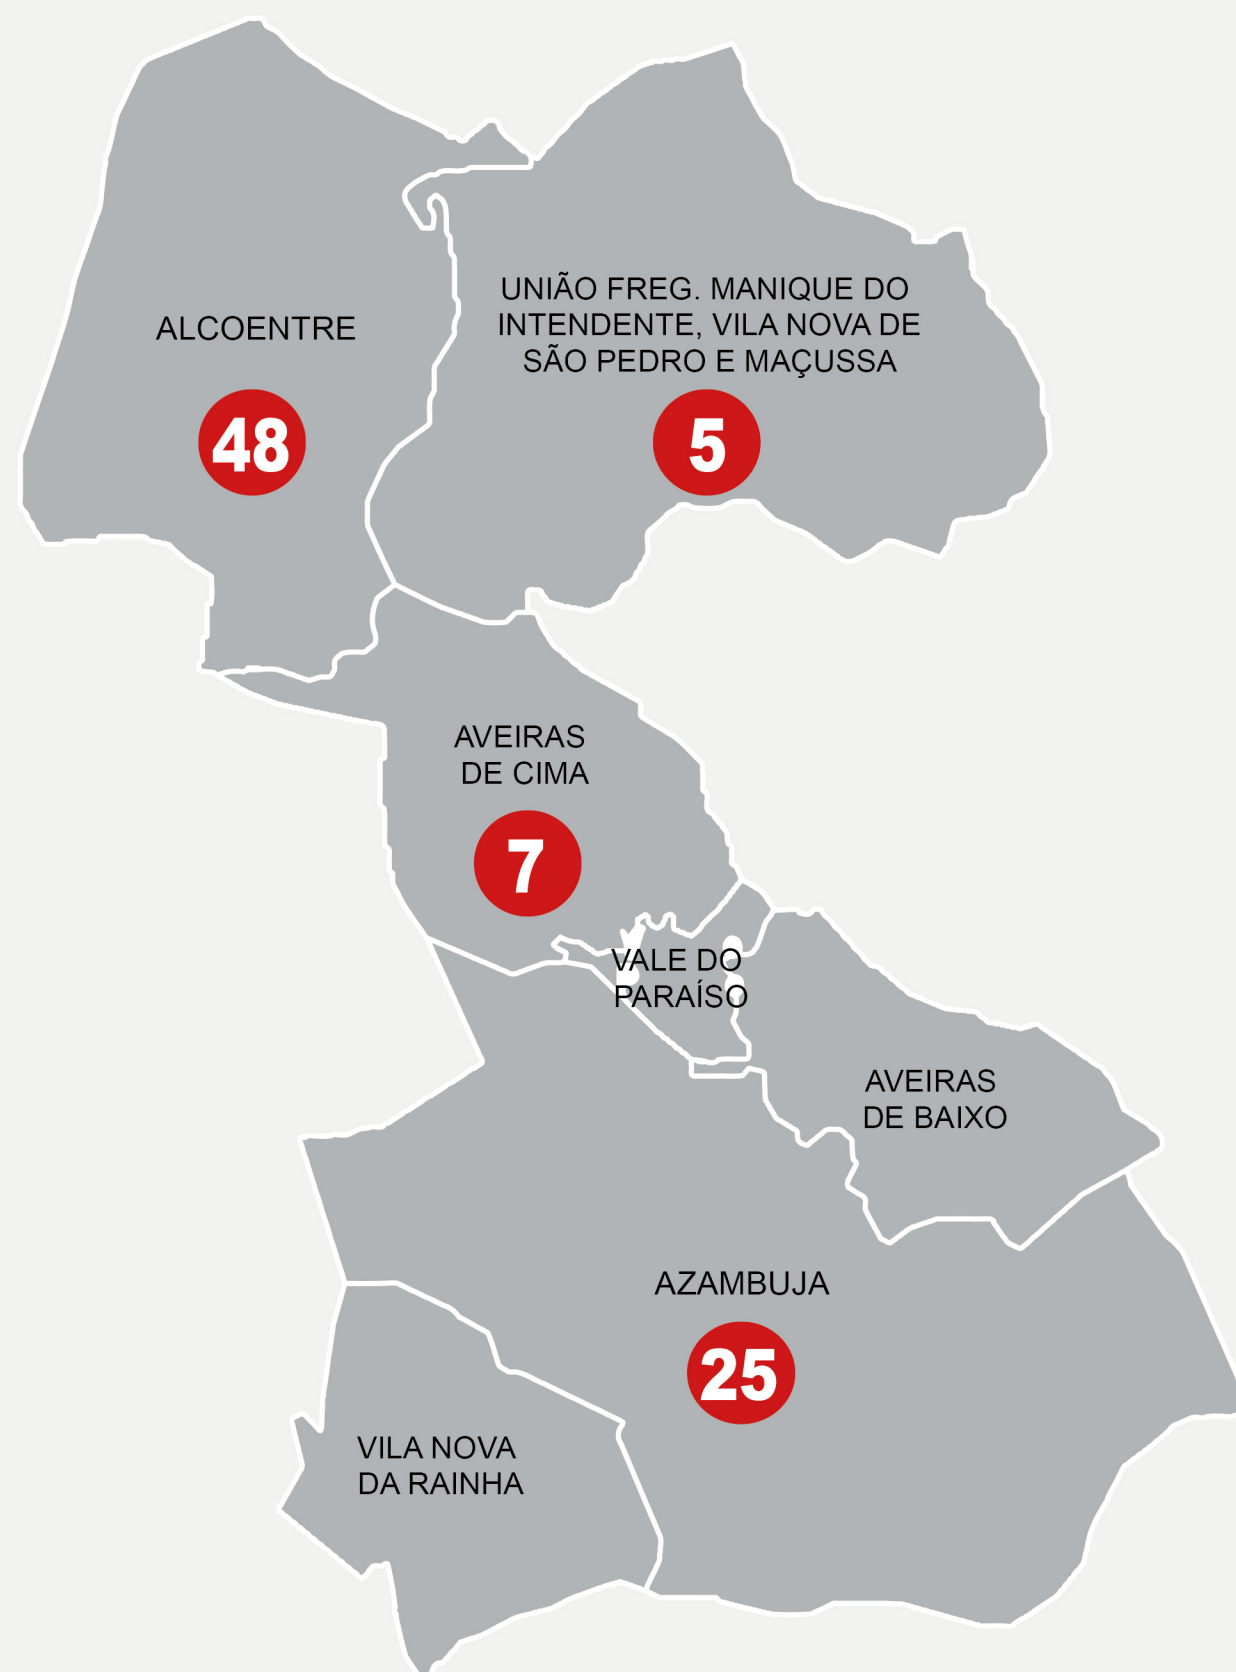 ALCOENTRE
48
UNIÃO FREG. MANIQUE DO
INTENDENTE, VILA NOVA DE
SÃO PEDRO E MAÇUSSA
5
AVEIRAS
DE CIMA
7
VALE DO
PARAÍSO
AVEIRAS
DE BAIXO
AZAMBUJA
25
VILA NOVA
DA RAINHA